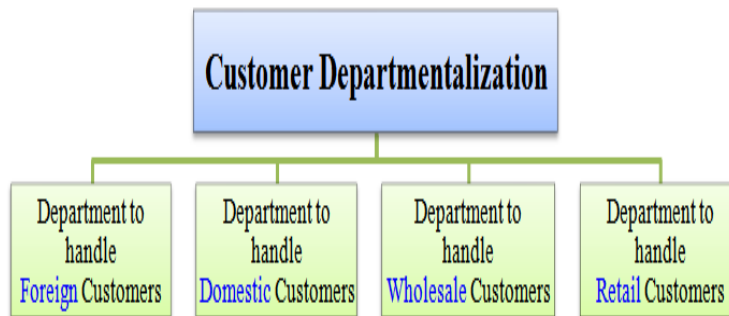 Customer Departmentalization
Department to
handle
Foreign Customers
Department to
handle
Domestic Customers
Department to
handle
Wholesale Customers
Department to
handle
Retail Customers